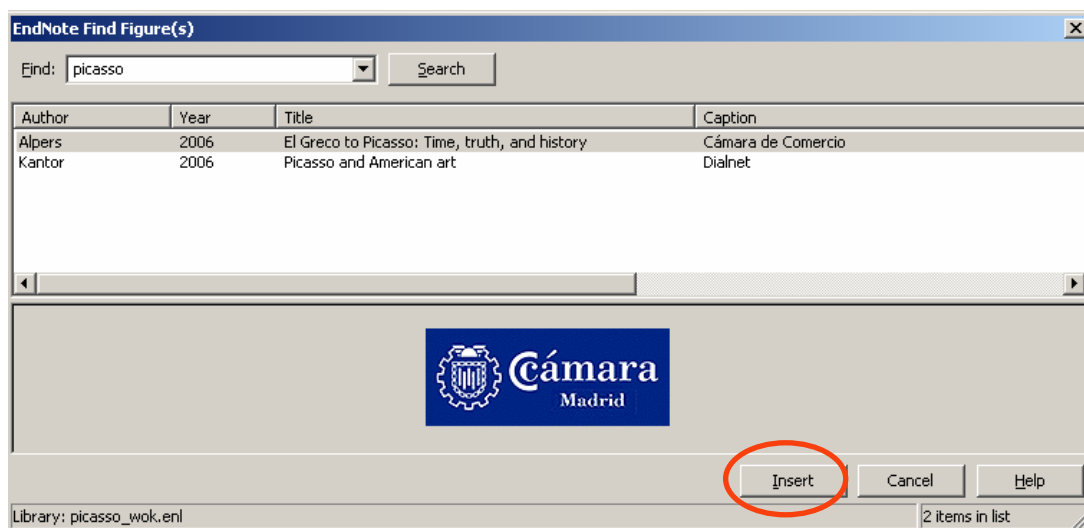 EndNote Find Figure(s)
Find: picasso Search
Author Year Title Caption
Alpers 2006 El Greco to Picasso: Time, truth, and history Cámara de Comercio
Kantor 2006 Picasso and American art Dialnet
Cámara
Madrid
Insert Cancel Help
Library: picasso_wok.enl 2 items in list